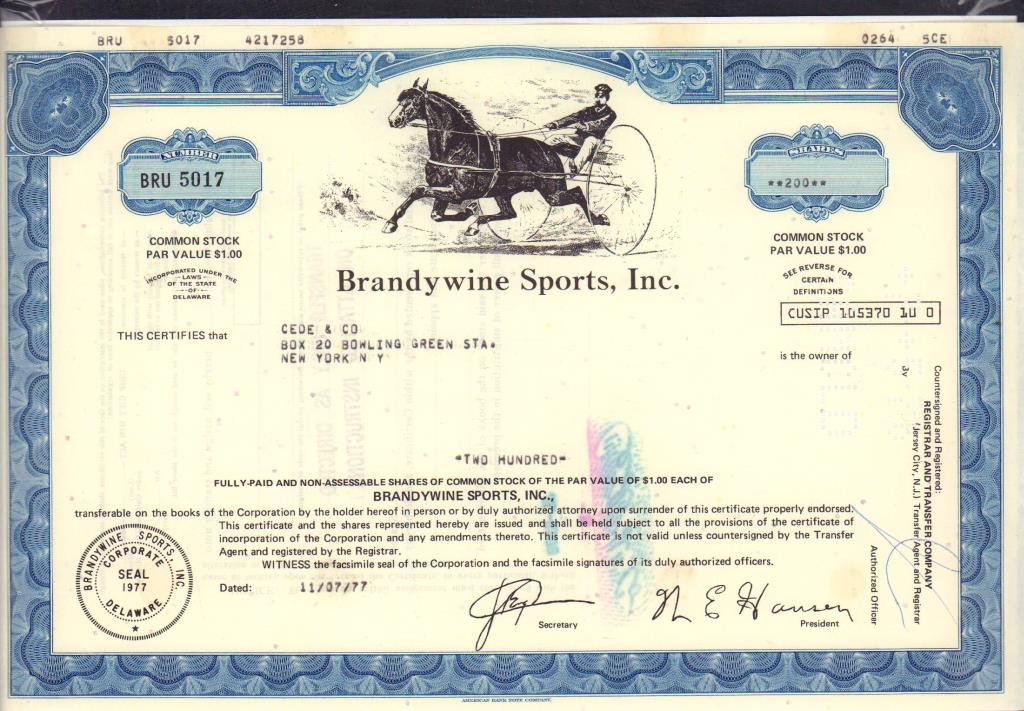 BRU 5017 4217258 0264 SCE
NUMBER
BRU 5017
SHARES
**200**
COMMON STOCK
PAR VALUE $1.00
INCORPORATED UNDER THE
LAWS
OF THE STATE
-OF-
DELAWARE
COMMON STOCK
PAR VALUE $1.00
SEE REVERSE FOR
CERTAIN
DEFINITIONS
Brandywine Sports, Inc.
CUSIP 105370 10 0
THIS CERTIFIES that
CEDE & CO
BOX 20 BOWLING GREEN STA.
NEW YORK N Y
is the owner of
*TWO HUNDRED*
FULLY-PAID AND NON-ASSESSABLE SHARES OF COMMON STOCK OF THE PAR VALUE OF $1.00 EACH OF
BRANDYWINE SPORTS, INC.,
transferable on the books of the Corporation by the holder hereof in person or by duly authorized attorney upon surrender of this certificate properly endorsed.
This certificate and the shares represented hereby are issued and shall be held subject to all the provisions of the certificate of
incorporation of the Corporation and any amendments thereto. This certificate is not valid unless countersigned by the Transfer
Agent and registered by the Registrar.
WITNESS the facsimile seal of the Corporation and the facsimile signatures of its duly authorized officers.
Dated: 11/07/77
BRANDYWINE SPORTS, INC.
CORPORATE
SEAL
1977
DELAWARE
Secretary
N E Hansen
President
Countersigned and Registered:
REGISTRAR AND TRANSFER COMPANY
(Jersey City, N.J.) Transfer Agent and Registrar
By
Authorized Officer
AMERICAN BANK NOTE COMPANY.